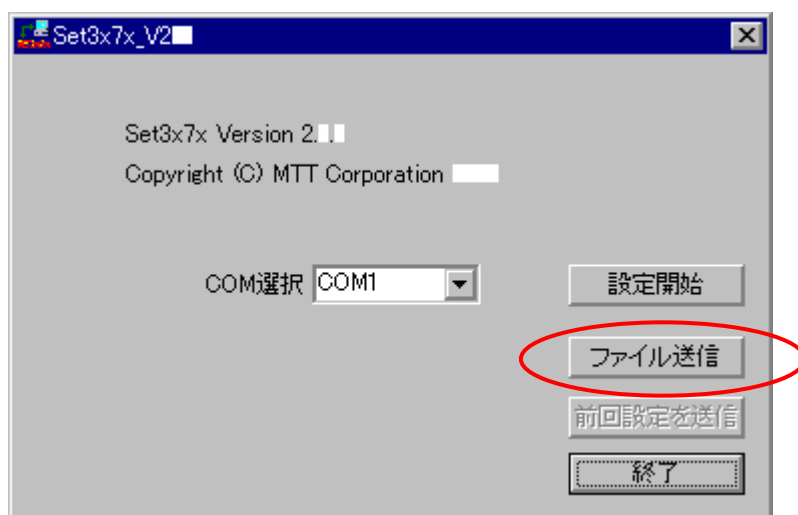 Set3x7x_V2
Set3x7x Version 2. .
Copyright (C) MTT Corporation
COM選択 COM1
設定開始
ファイル送信
前回設定を送信
終了